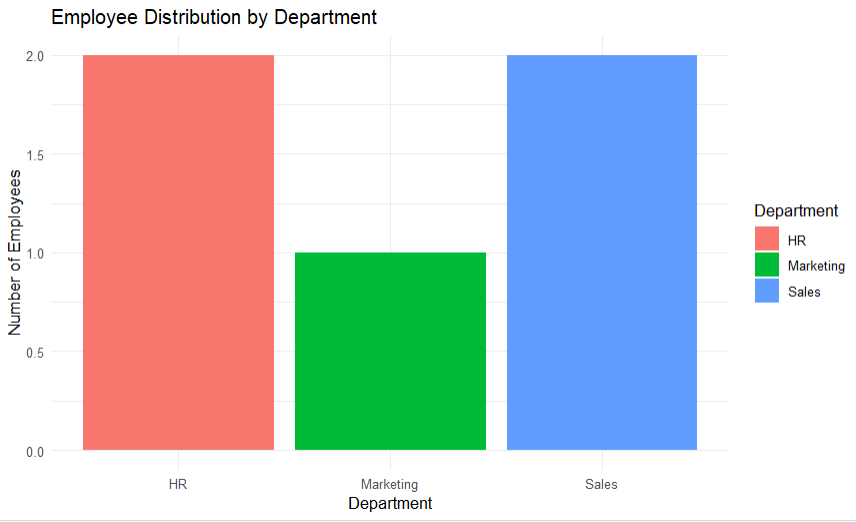 Employee Distribution by Department
Number of Employees
2.0
1.5
1.0
0.5
0.0
HR
Marketing
Sales
Department
Department
HR
Marketing
Sales